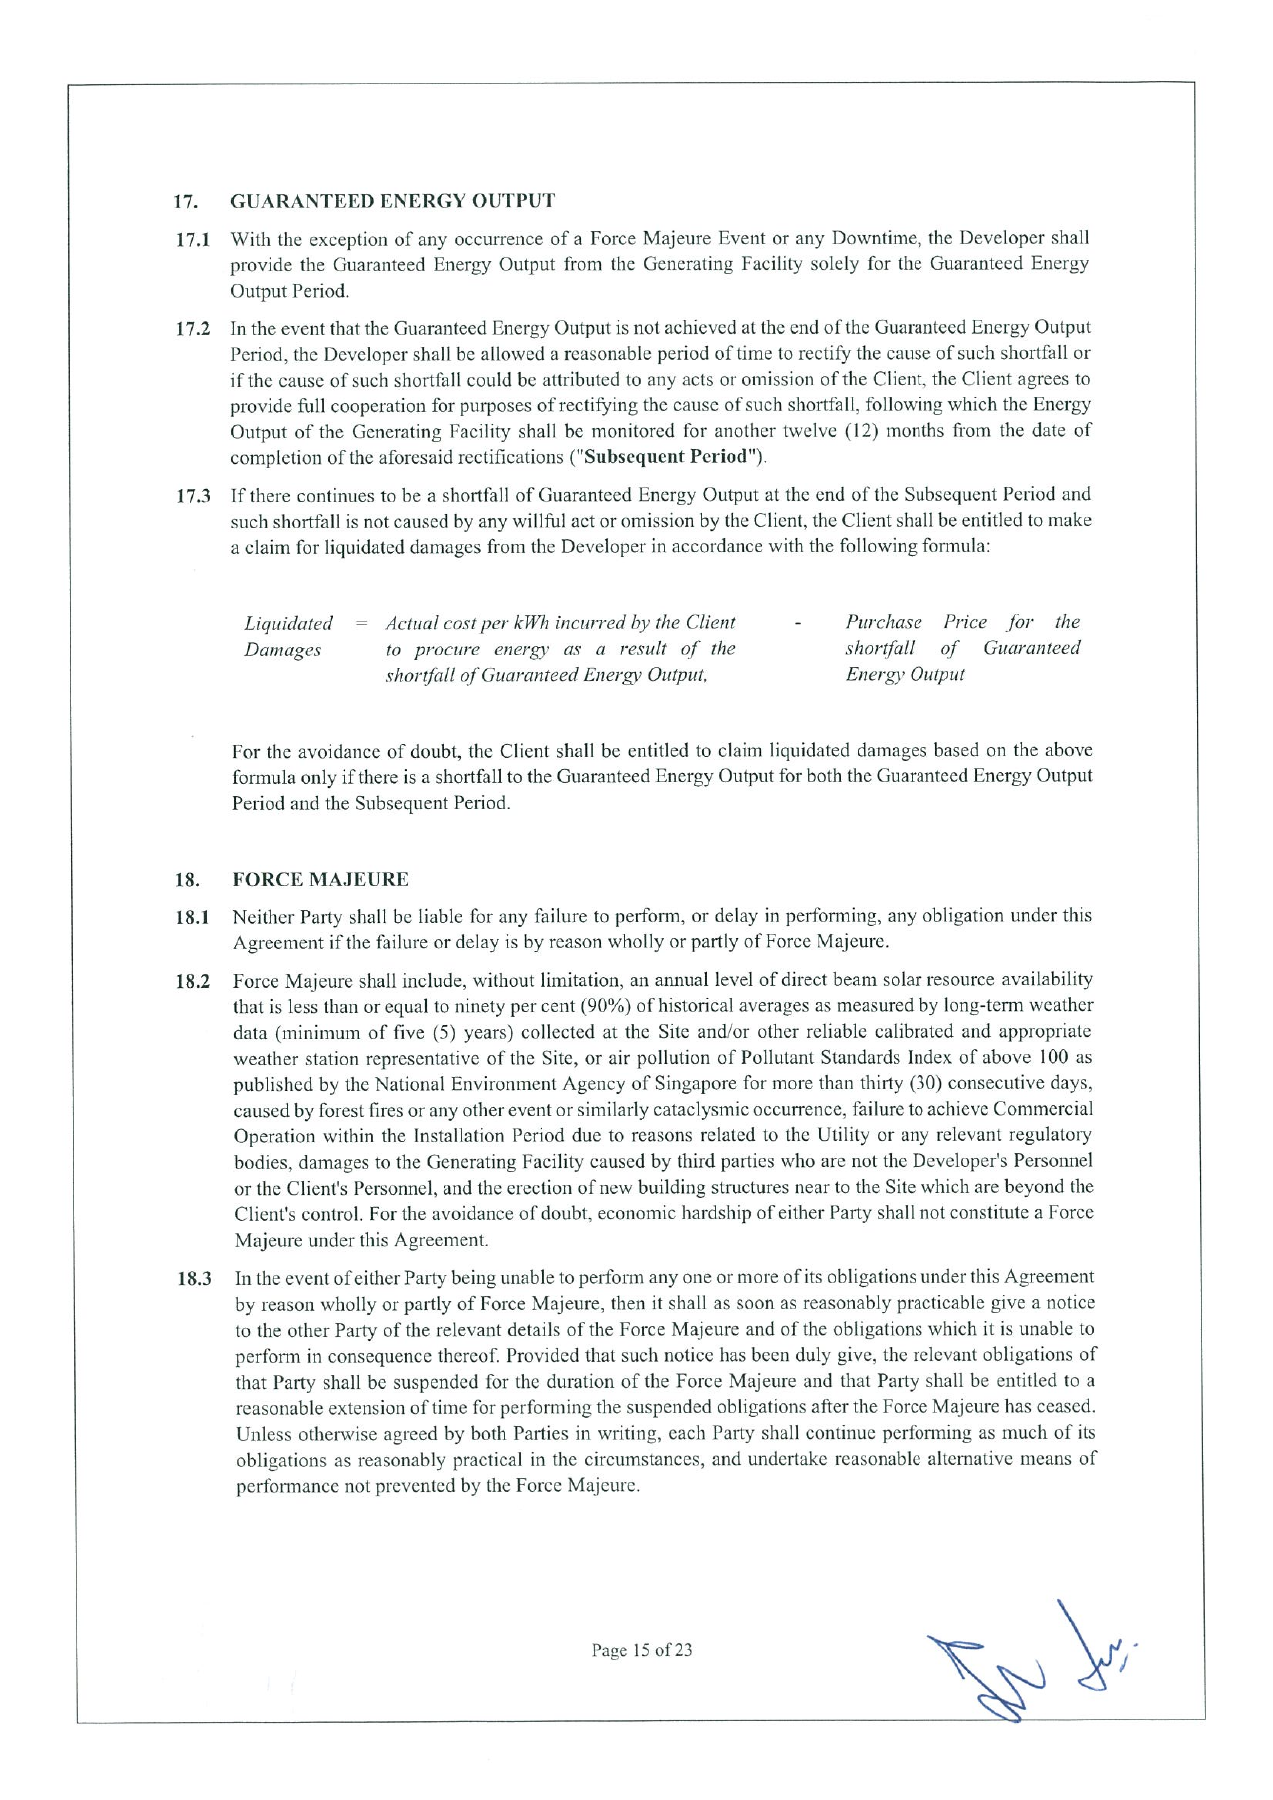 17. GUARANTEED ENERGY OUTPUT
17.1 With the exception of any occurrence of a Force Majeure Event or any Downtime, the Developer shall
provide the Guaranteed Energy Output from the Generating Facility solely for the Guaranteed Energy
Output Period.
17.2 In the event that the Guaranteed Energy Output is not achieved at the end of the Guaranteed Energy Output
Period, the Developer shall be allowed a reasonable period of time to rectify the cause of such shortfall or
if the cause of such shortfall could be attributed to any acts or omission of the Client, the Client agrees to
provide full cooperation for purposes of rectifying the cause of such shortfall, following which the Energy
Output of the Generating Facility shall be monitored for another twelve (12) months from the date of
completion of the aforesaid rectifications ("Subsequent Period").
17.3 If there continues to be a shortfall of Guaranteed Energy Output at the end of the Subsequent Period and
such shortfall is not caused by any willful act or omission by the Client, the Client shall be entitled to make
a claim for liquidated damages from the Developer in accordance with the following formula:
Liquidated = Actual cost per kWh incurred by the Client - Purchase Price for the
Damages to procure energy as a result of the shortfall of Guaranteed
shortfall of Guaranteed Energy Output, Energy Output
For the avoidance of doubt, the Client shall be entitled to claim liquidated damages based on the above
formula only if there is a shortfall to the Guaranteed Energy Output for both the Guaranteed Energy Output
Period and the Subsequent Period.
18. FORCE MAJEURE
18.1 Neither Party shall be liable for any failure to perform, or delay in performing, any obligation under this
Agreement if the failure or delay is by reason wholly or partly of Force Majeure.
18.2 Force Majeure shall include, without limitation, an annual level of direct beam solar resource availability
that is less than or equal to ninety per cent (90%) of historical averages as measured by long-term weather
data (minimum of five (5) years) collected at the Site and/or other reliable calibrated and appropriate
weather station representative of the Site, or air pollution of Pollutant Standards Index of above 100 as
published by the National Environment Agency of Singapore for more than thirty (30) consecutive days,
caused by forest fires or any other event or similarly cataclysmic occurrence, failure to achieve Commercial
Operation within the Installation Period due to reasons related to the Utility or any relevant regulatory
bodies, damages to the Generating Facility caused by third parties who are not the Developer's Personnel
or the Client's Personnel, and the erection of new building structures near to the Site which are beyond the
Client's control. For the avoidance of doubt, economic hardship of either Party shall not constitute a Force
Majeure under this Agreement.
18.3 In the event of either Party being unable to perform any one or more of its obligations under this Agreement
by reason wholly or partly of Force Majeure, then it shall as soon as reasonably practicable give a notice
to the other Party of the relevant details of the Force Majeure and of the obligations which it is unable to
perform in consequence thereof. Provided that such notice has been duly give, the relevant obligations of
that Party shall be suspended for the duration of the Force Majeure and that Party shall be entitled to a
reasonable extension of time for performing the suspended obligations after the Force Majeure has ceased.
Unless otherwise agreed by both Parties in writing, each Party shall continue performing as much of its
obligations as reasonably practical in the circumstances, and undertake reasonable alternative means of
performance not prevented by the Force Majeure.
Page 15 of 23